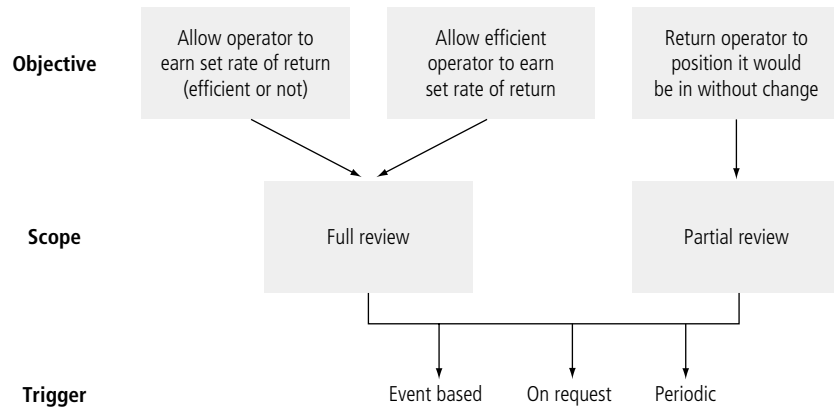 Objective
Allow operator to
earn set rate of return
(efficient or not)
Allow efficient
operator to earn
set rate of return
Return operator to
position it would
be in without change
Scope
Full review
Partial review
Trigger
Event based
On request
Periodic